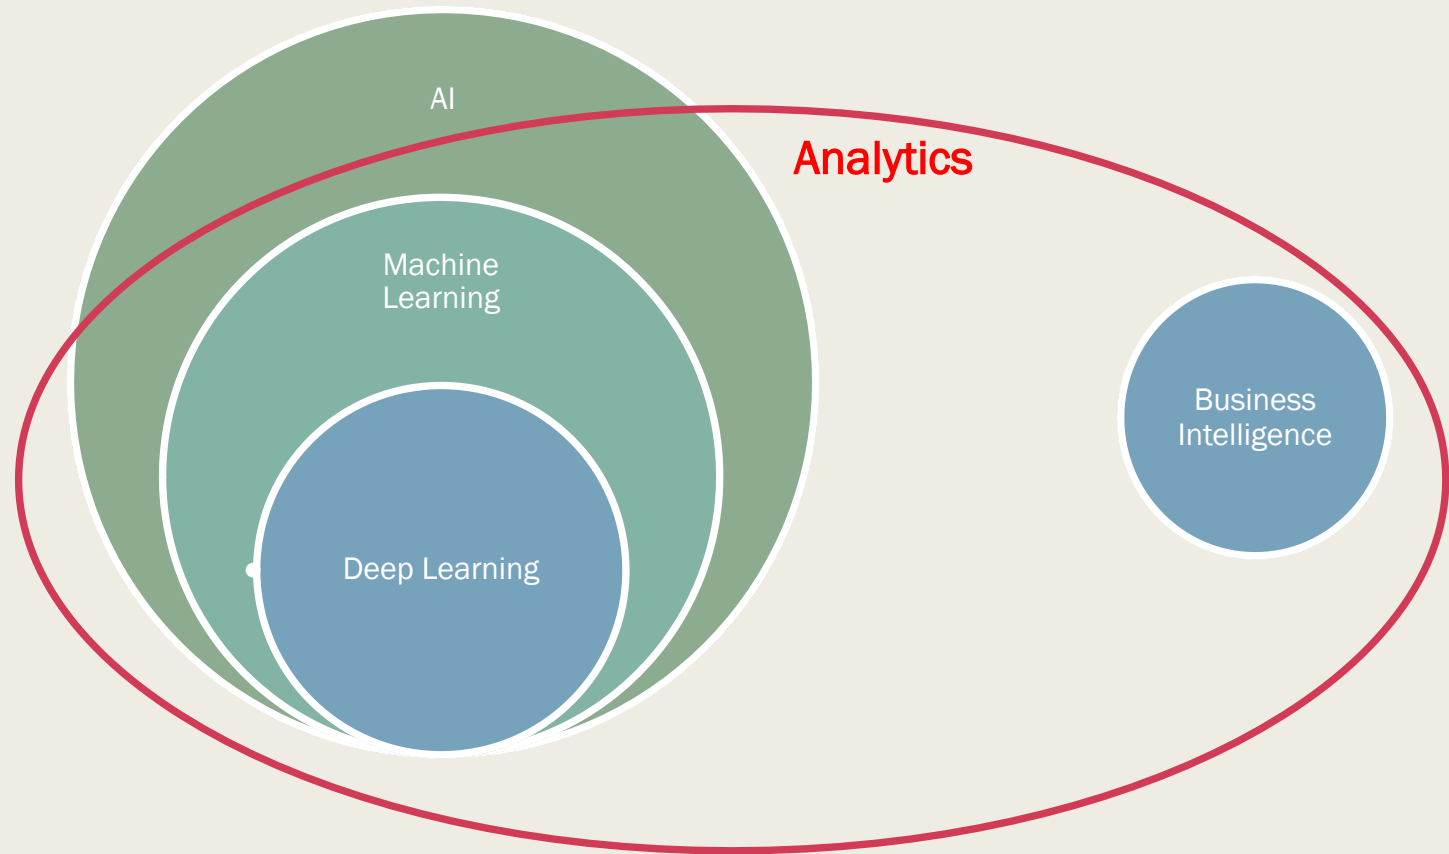 AI
Analytics
Machine
Learning
Business
Intelligence
Deep Learning